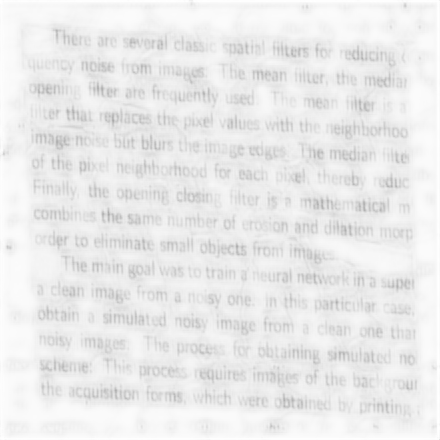 There are several classic spatial filters for reducing
quency noise from images. The mean filter, the median
opening filter are frequently used. The mean filter is a
filter that replaces the pixel values with the neighborhoo
image noise but blurs the image edges. The median filte
of the pixel neighborhood for each pixel, thereby reduc
Finally, the opening closing filter is a mathematical m
combines the same number of erosion and dilation morp
order to eliminate small objects from images.
The main goal was to train a neural network in a super
a clean image from a noisy one. In this particular case,
obtain a simulated noisy image from a clean one that
noisy images. The process for obtaining simulated no
scheme. This process requires images of the backgroun
the acquisition forms, which were obtained by printing